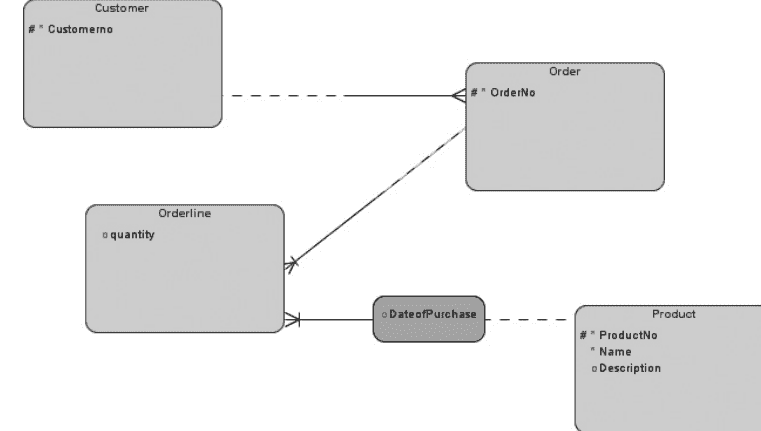 Customer
# * Customerno
Order
# * OrderNo
Orderline
o quantity
o DateofPurchase
Product
# * ProductNo
* Name
o Description